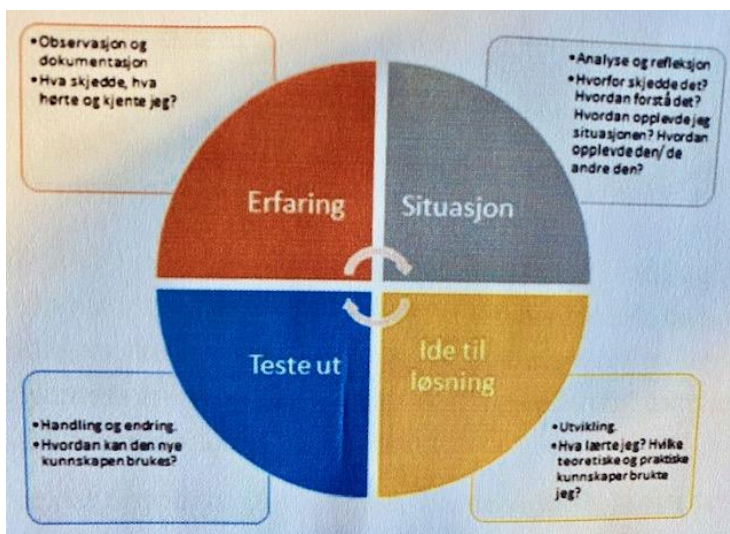 •Observasjon og
dokumentasjon
•Hva skjedde, hva
hørte og kjente jeg?
•Analyse og refleksjon
•Hvorfor skjedde det?
Hvordan forstå det?
Hvordan opplevde jeg
situasjonen? Hvordan
opplevde den/ de
andre den?
Erfaring
Situasjon
Teste ut
Ide til
løsning
•Handling og endring.
•Hvordan kan den nye
kunnskapen brukes?
•Utvikling.
•Hva lærte jeg? Hvilke
teoretiske og praktiske
kunnskaper brukte
jeg?